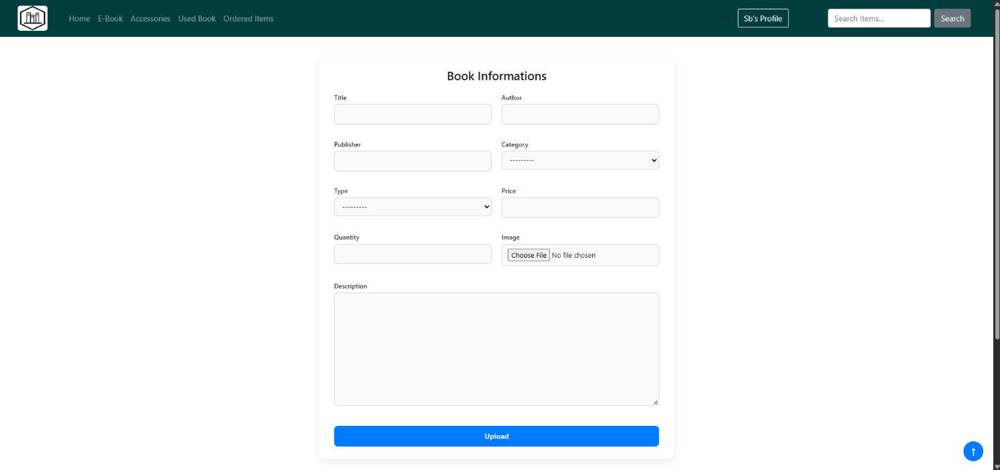 Home E-Book Accessories Used Book Ordered Items Sb's Profile Search Items... Search
Book Informations
Title Author
Publisher Category
---------
Type Price
---------
Quantity Image
Choose File No file chosen
Description
Upload
↑